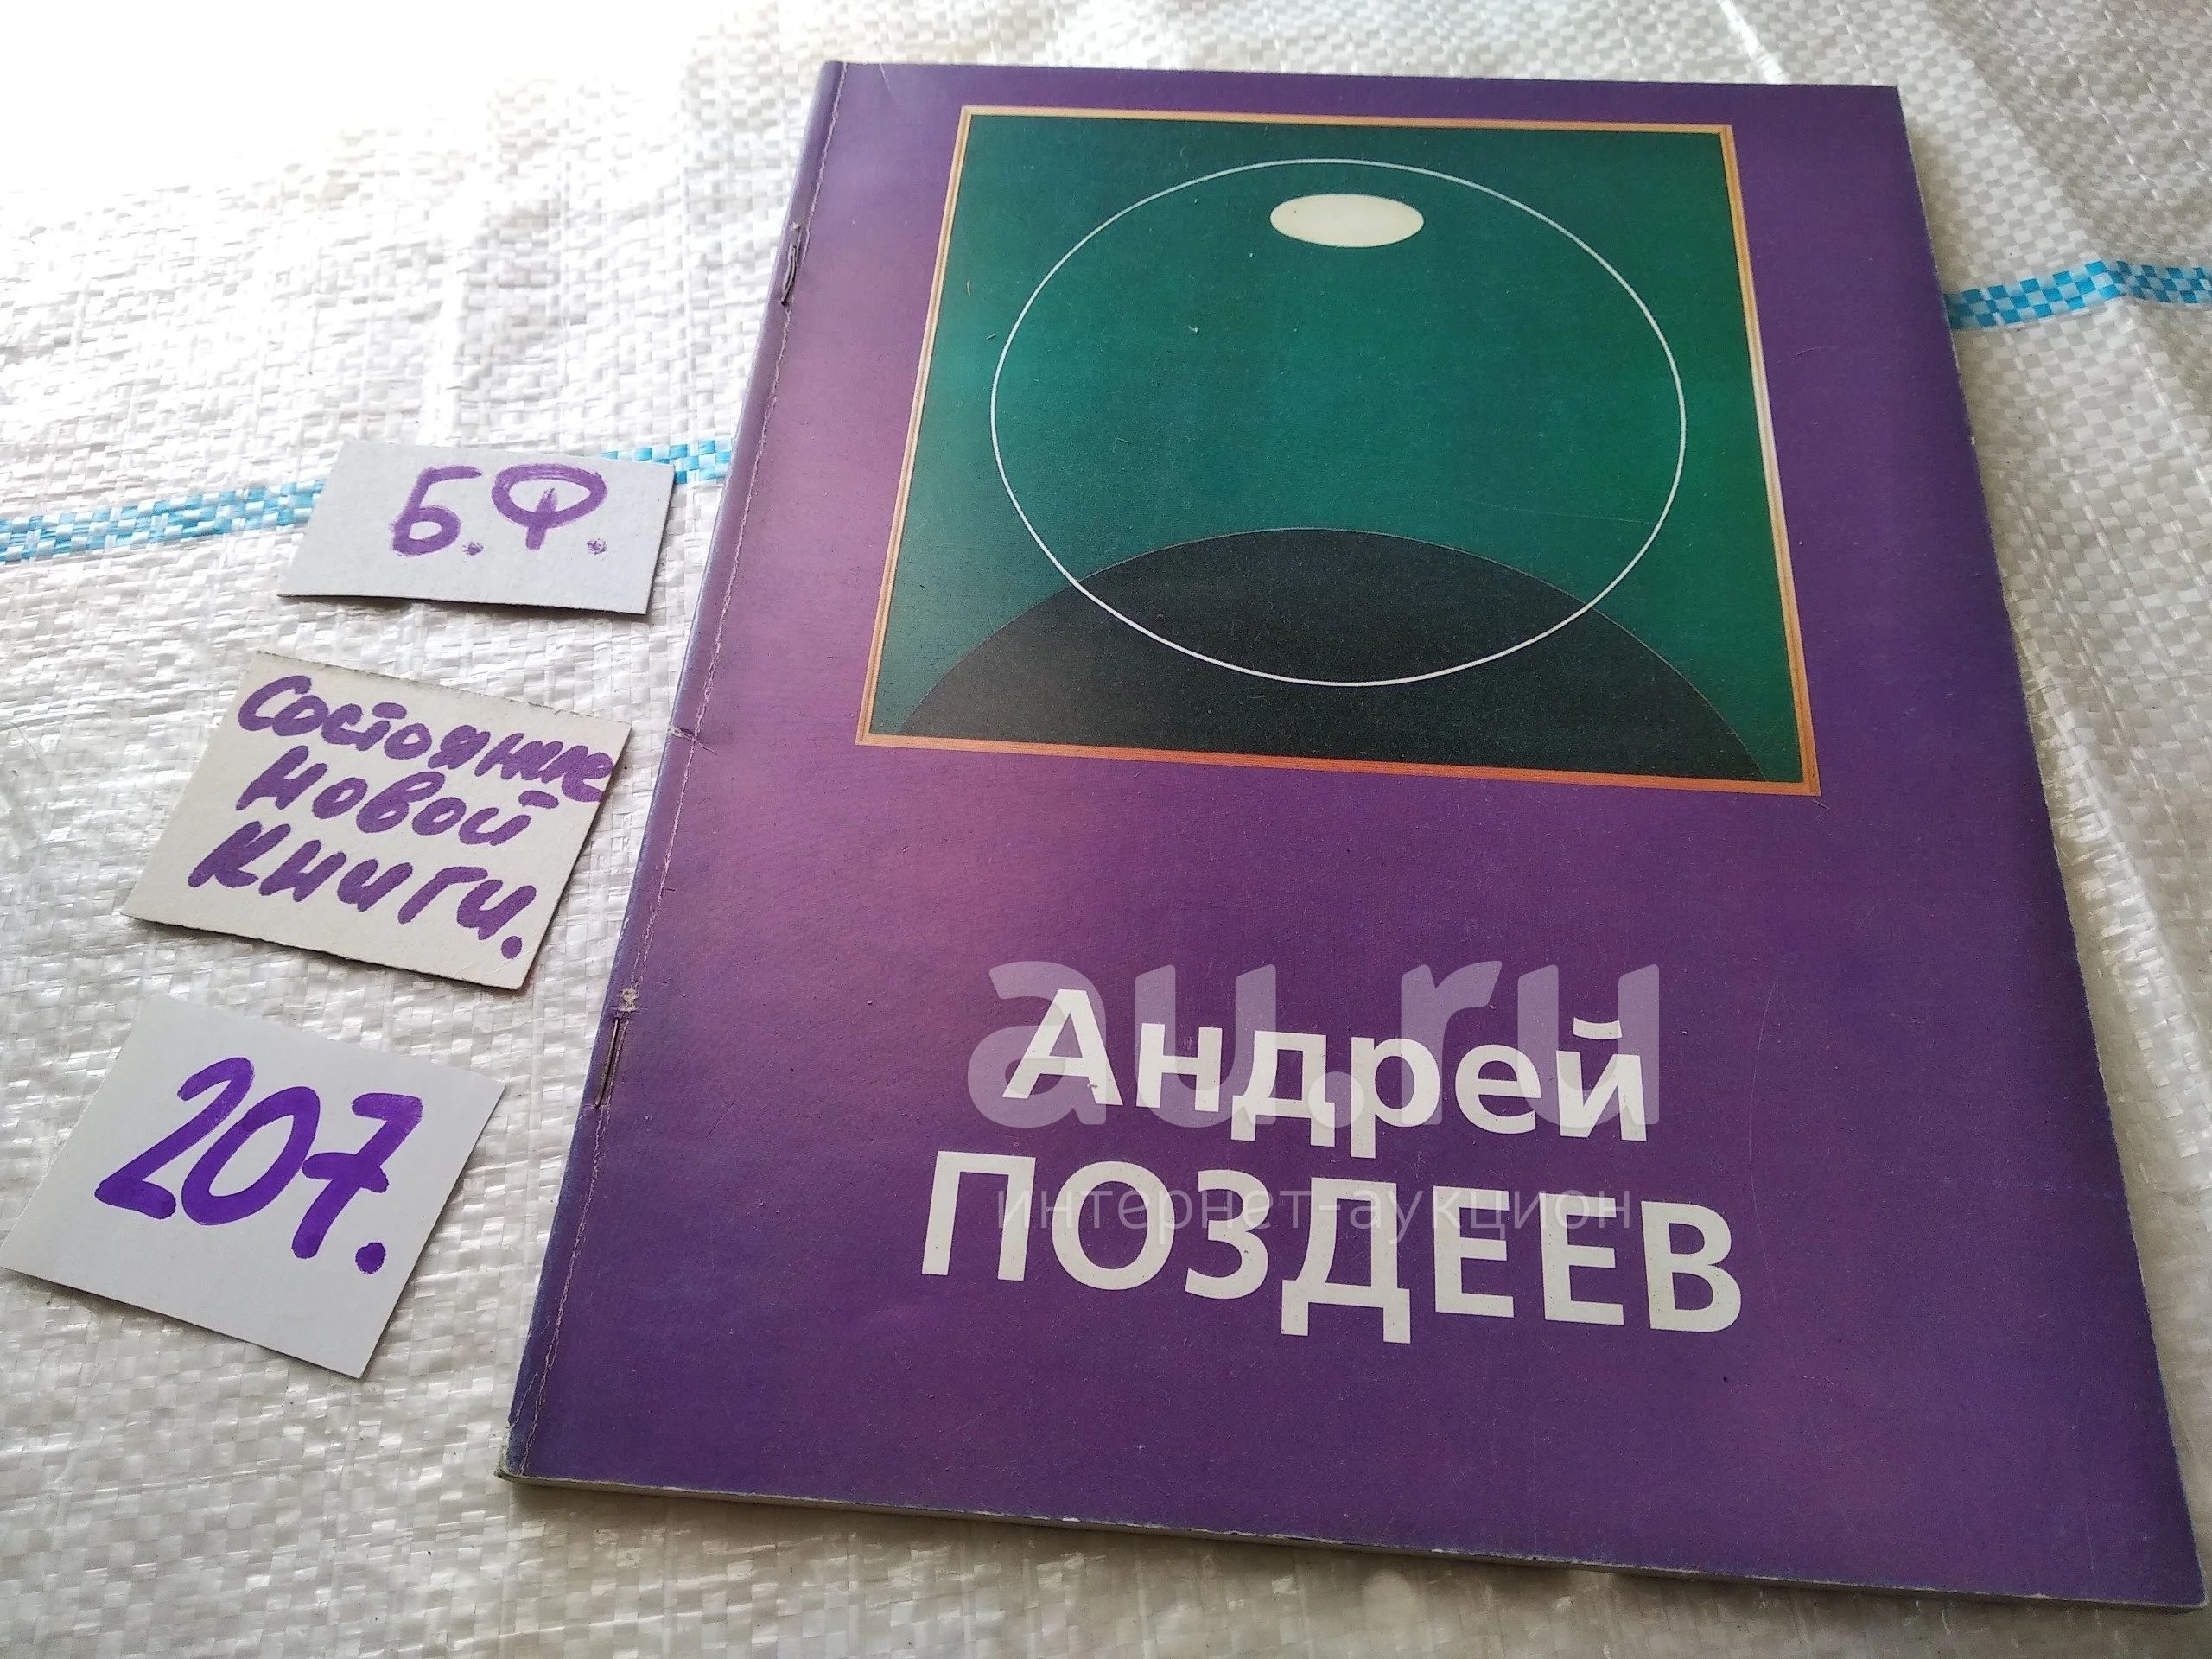 Б.Ф.
Состояние
новой
книги.
207.
Андрей
ПОЗДЕЕВ
au.ru
интернет-аукцион